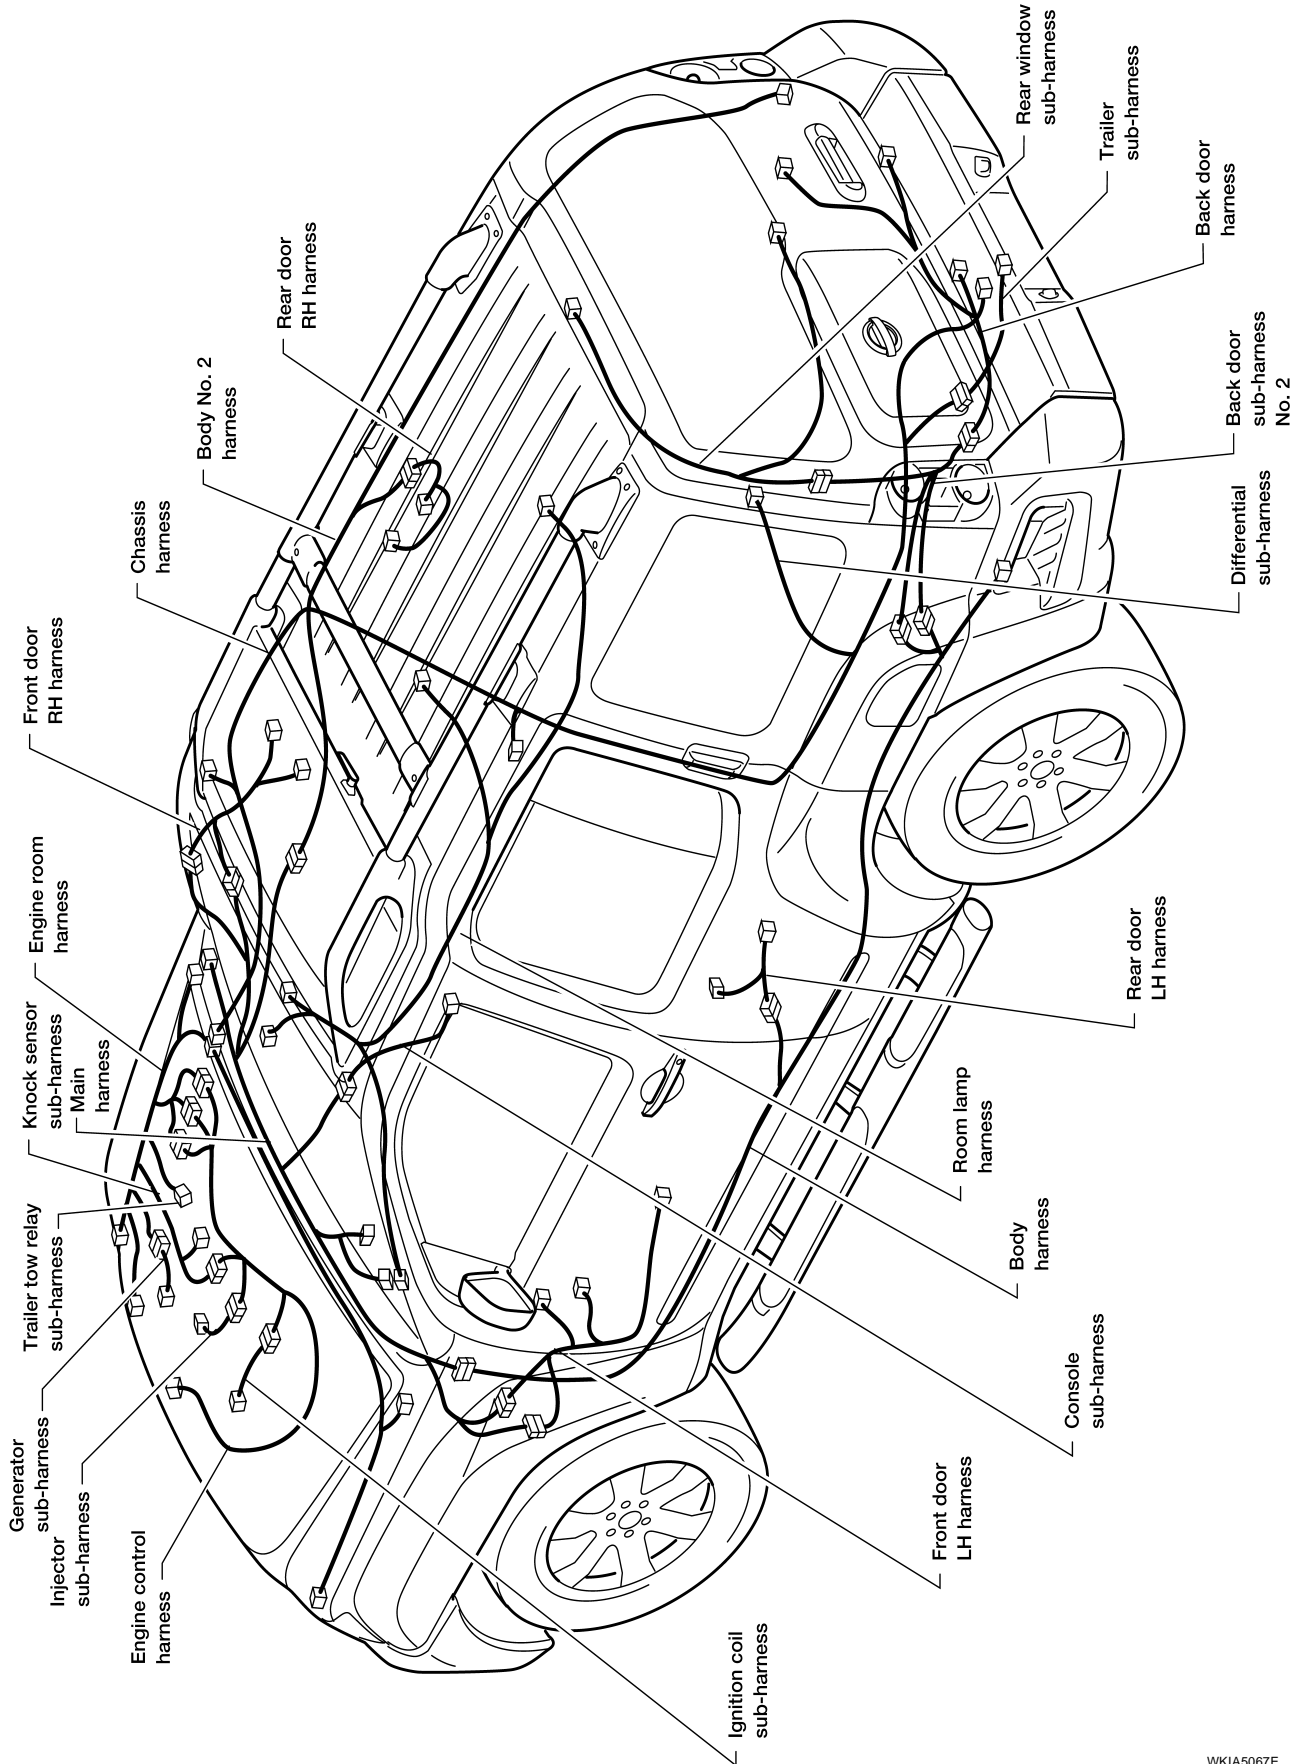 Generator
sub-harness
Injector
sub-harness
Engine control
harness
Trailer tow relay
sub-harness
Knock sensor
sub-harness
Main
harness
Engine room
harness
Front door
RH harness
Chassis
harness
Body No. 2
harness
Rear door
RH harness
Rear window
sub-harness
Trailer
sub-harness
Back door
harness
Back door
sub-harness
No. 2
Differential
sub-harness
Rear door
LH harness
Room lamp
harness
Body
harness
Console
sub-harness
Front door
LH harness
Ignition coil
sub-harness
WKIA5067E